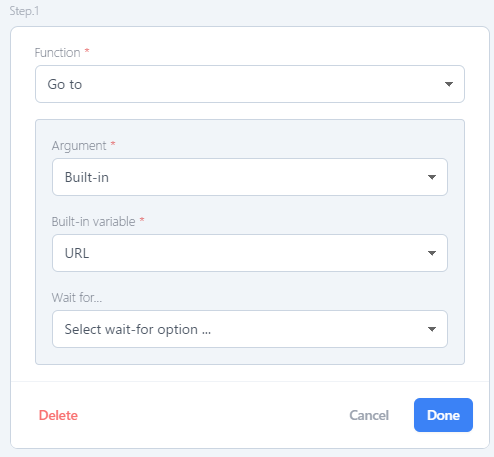 Step.1
Function *
Go to
Argument *
Built-in
Built-in variable *
URL
Wait for...
Select wait-for option ...
Delete
Cancel
Done